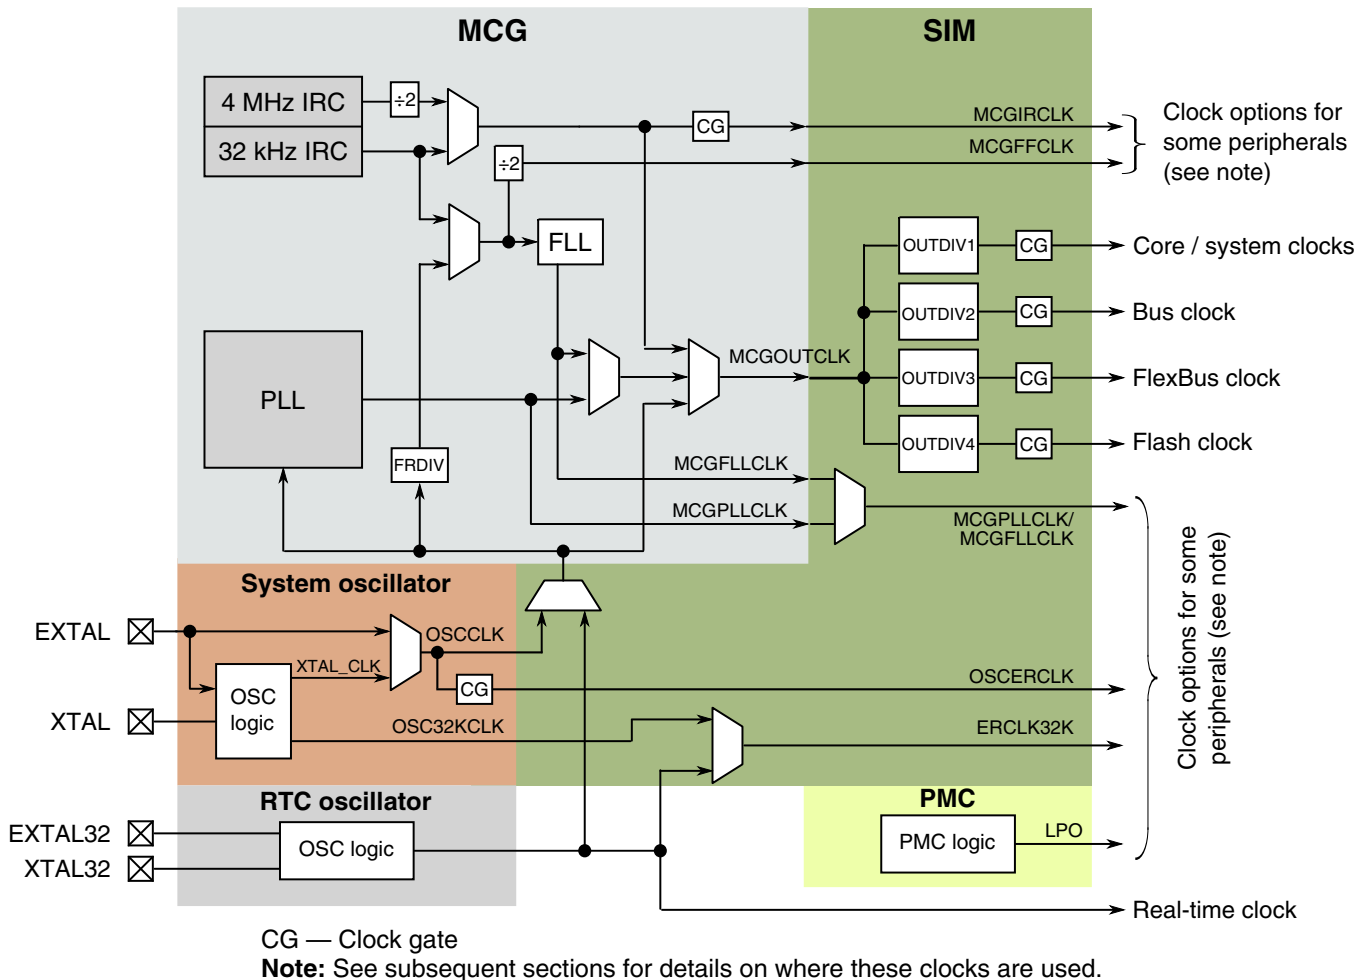 MCG
SIM
4 MHz IRC
÷2
32 kHz IRC
CG
MCGIRCLK
÷2
MCGFFCLK
Clock options for
some peripherals
(see note)
FLL
OUTDIV1
CG
Core / system clocks
OUTDIV2
CG
Bus clock
MCGOUTCLK
OUTDIV3
CG
FlexBus clock
PLL
OUTDIV4
CG
Flash clock
FRDIV
MCGFLLCLK
MCGPLLCLK
MCGPLLCLK/
MCGFLLCLK
Clock options for some
peripherals (see note)
System oscillator
EXTAL
OSCCLK
XTAL_CLK
OSC
logic
CG
OSCERCLK
XTAL
OSC32KCLK
ERCLK32K
RTC oscillator
PMC
EXTAL32
OSC logic
PMC logic
LPO
XTAL32
Real-time clock
CG — Clock gate
Note: See subsequent sections for details on where these clocks are used.